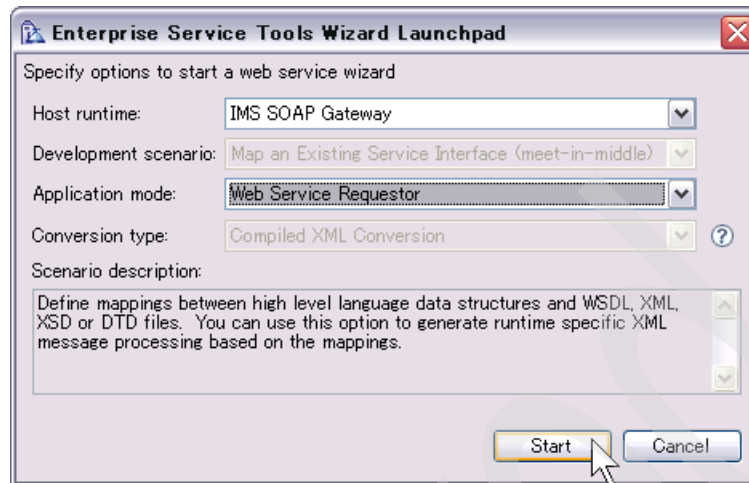 Enterprise Service Tools Wizard Launchpad
Specify options to start a web service wizard
Host runtime: IMS SOAP Gateway
Development scenario: Map an Existing Service Interface (meet-in-middle)
Application mode: Web Service Requestor
Conversion type: Compiled XML Conversion
Scenario description:
Define mappings between high level language data structures and WSDL, XML,
XSD or DTD files. You can use this option to generate runtime specific XML
message processing based on the mappings.
Start Cancel